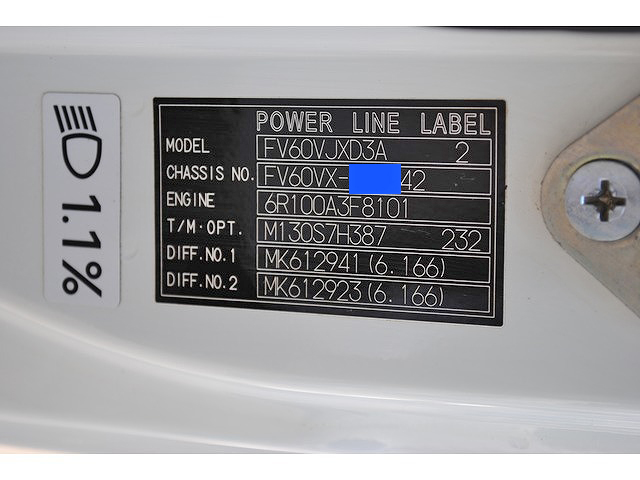 POWER LINE LABEL
MODEL FV60VJXD3A 2
CHASSIS NO. FV60VX-42
ENGINE 6R100A3F8101
T/M·OPT. M130S7H387 232
DIFF.NO.1 MK612941(6.166)
DIFF.NO.2 MK612923(6.166)
1.1%